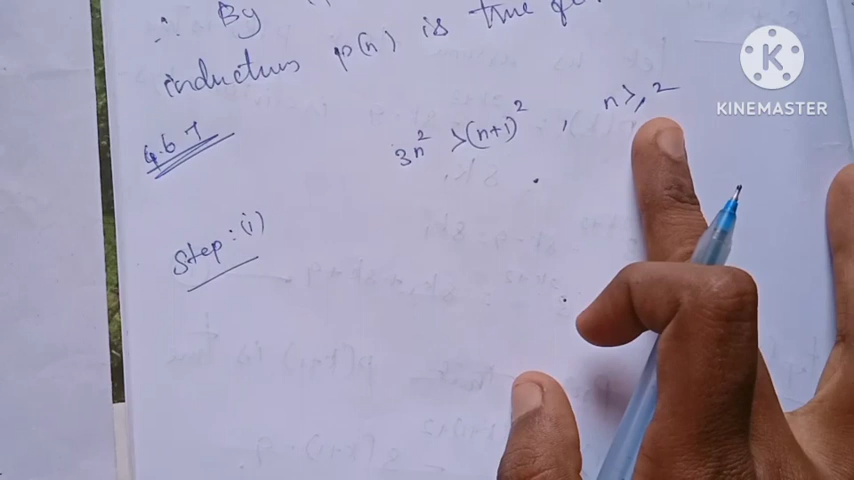 ∴ By is true
induction p(n)
4.6.7
3n² > (n+1)² , n ≥ 2
Step : (i)
K
KINEMASTER